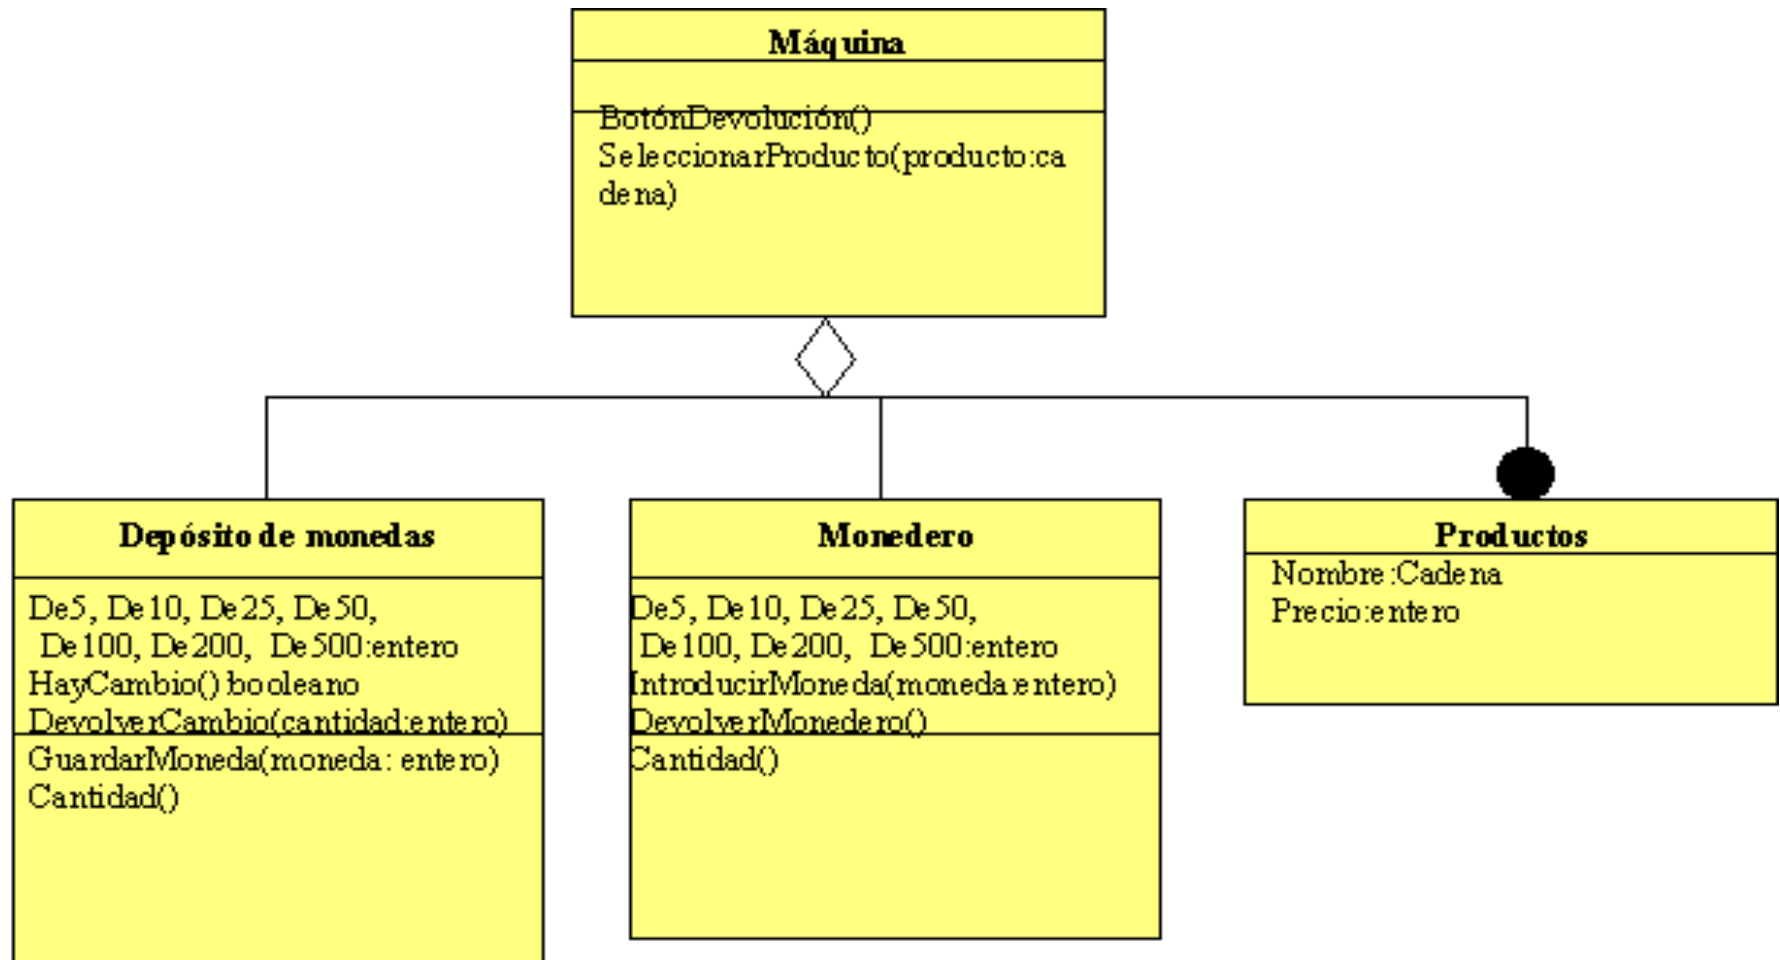 Máquina
BotónDevolución()
SeleccionarProducto(producto:ca
dena)
Depósito de monedas
De5, De10, De25, De50,
De100, De200, De500:entero
HayCambio() booleano
DevolverCambio(cantidad:entero)
GuardarMoneda(moneda: entero)
Cantidad()
Monedero
De5, De10, De25, De50,
De100, De200, De500:entero
IntroducirMoneda(moneda:entero)
DevolverMonedero()
Cantidad()
Productos
Nombre:Cadena
Precio:entero